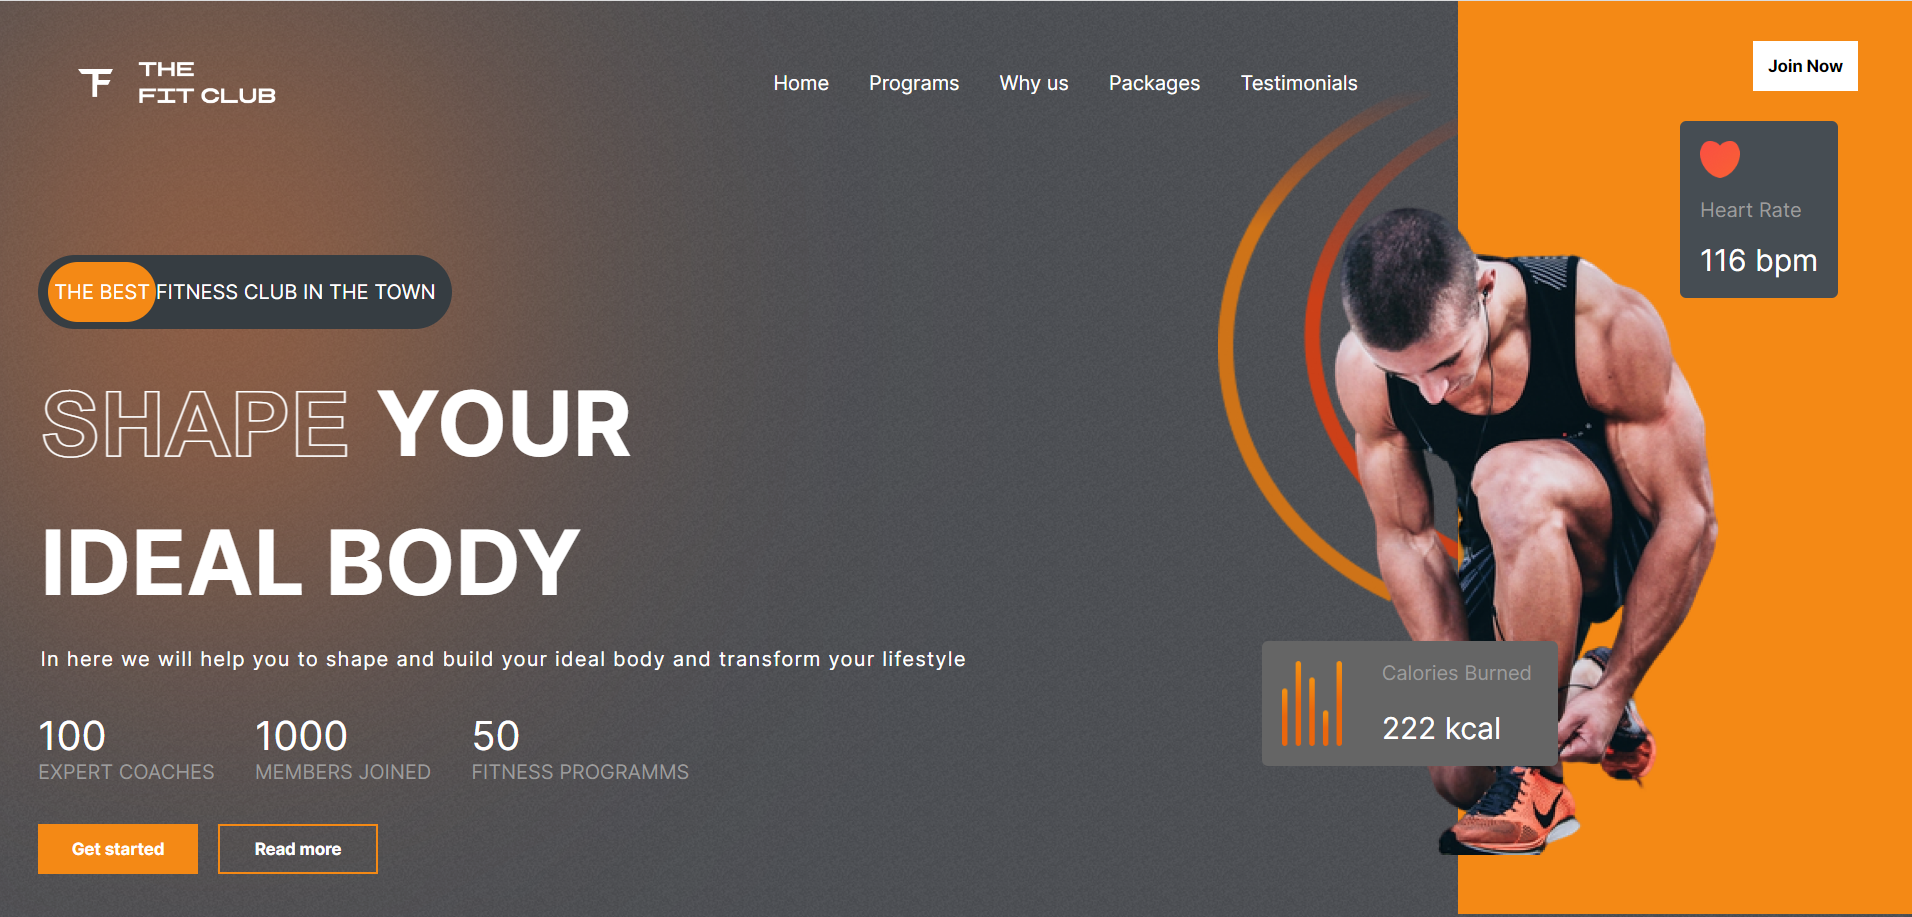 THE
FIT CLUB
Home Programs Why us Packages Testimonials
Join Now
Heart Rate
116 bpm
THE BEST FITNESS CLUB IN THE TOWN
SHAPE YOUR
IDEAL BODY
In here we will help you to shape and build your ideal body and transform your lifestyle
100 1000 50
EXPERT COACHES MEMBERS JOINED FITNESS PROGRAMMS
Get started Read more
Calories Burned
222 kcal